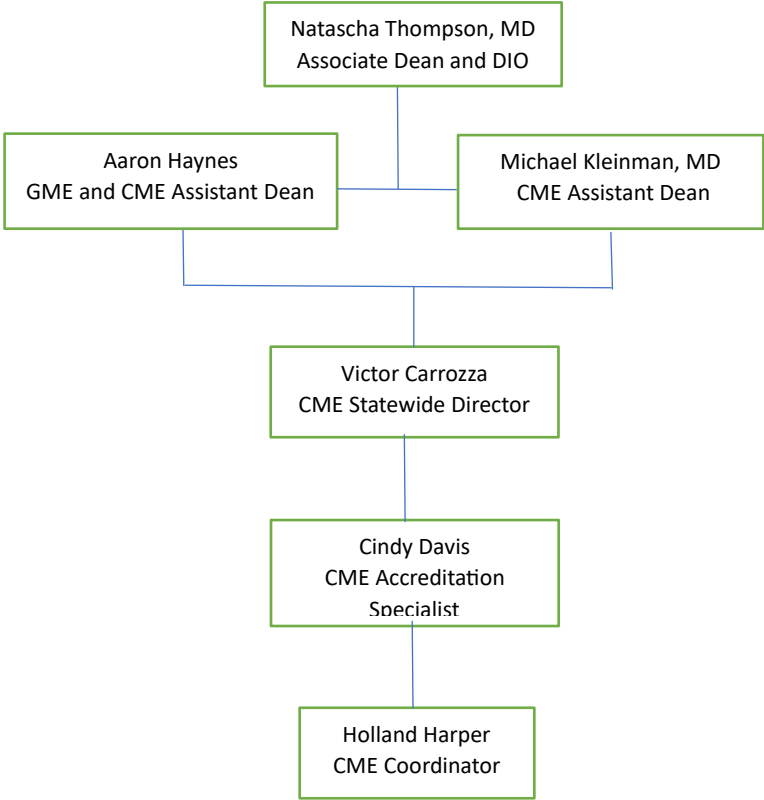 Natascha Thompson, MD
Associate Dean and DIO
Aaron Haynes
GME and CME Assistant Dean
Michael Kleinman, MD
CME Assistant Dean
Victor Carrozza
CME Statewide Director
Cindy Davis
CME Accreditation
Specialist
Holland Harper
CME Coordinator